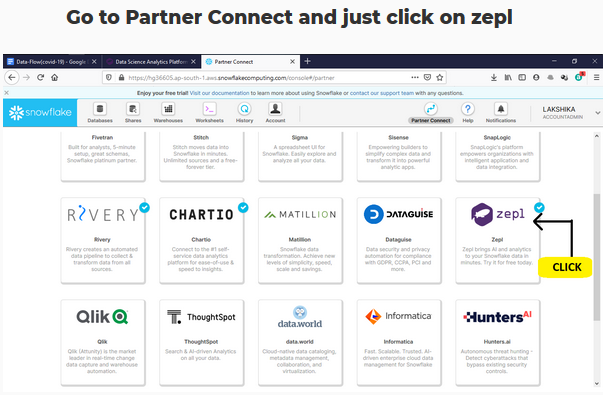 Go to Partner Connect and just click on zepl
Data-Flow(covid-19) - Google
Data Science Analytics Platform
Partner Connect
https://hg36605.ap-south-1.aws.snowflakecomputing.com/console#/partner
Enjoy your free trial! Visit our documentation to learn more about using Snowflake or contact our support team with any questions.
snowflake
Databases
Shares
Warehouses
Worksheets
History
Account
Partner Connect
Help
Notifications
LAKSHIKA
ACCOUNTADMIN
Fivetran
Built for analysts, 5-minute
setup, great schemas,
Snowflake platinum partner.
Stitch
Stitch moves data into
Snowflake in minutes.
Unlimited sources and a free-
forever tier.
Sigma
A spreadsheet UI for
Snowflake. Easily explore and
analyze all your data.
Sisense
Empowering builders to
simplify complex data and
transform it into powerful
analytic apps.
SnapLogic
SnapLogic's platform
empowers organizations with
intelligent application and
data integration.
RIVERY
Rivery
Rivery creates an automated
data pipeline to collect &
transform data from all
sources.
CHARTIO
Chartio
Connect to the #1 self-
service data analytics
platform for ease-of-use &
speed to insights.
MATILLION
Matillion
Snowflake data
transformation. Achieve new
levels of simplicity, speed,
scale and savings.
DATAGUISE
Dataguise
Data security and privacy
automation for compliance
with GDPR, CCPA, PCI and
more.
zepl
Zepl
Zepl brings AI and analytics
to your Snowflake data in
minutes. Try it for free today.
CLICK
Qlik
Qlik
Qlik (Attunity) is the market
leader in real-time change
data capture and warehouse
automation.
ThoughtSpot
ThoughtSpot
Search & AI-driven Analytics
on all your data.
data.world
data.world
Cloud-native data cataloging,
metadata management,
collaboration, and
virtualization.
Informatica
Informatica
Fast. Scalable. Trusted. AI-
driven enterprise cloud data
management for Snowflake
Hunters AI
Hunters.ai
Autonomous threat hunting -
Detect cyberattacks that
bypass existing security
controls.